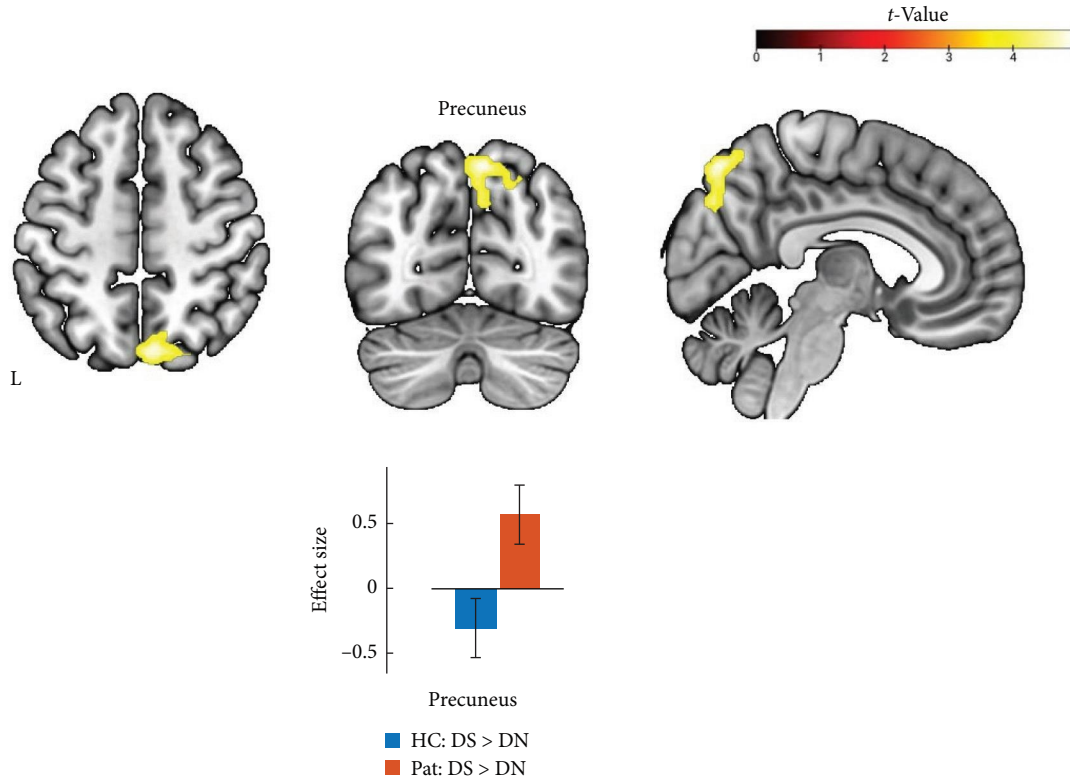 t-Value
0 1 2 3 4
Precuneus
L
Effect size
0.5
0
–0.5
Precuneus
HC: DS > DN
Pat: DS > DN